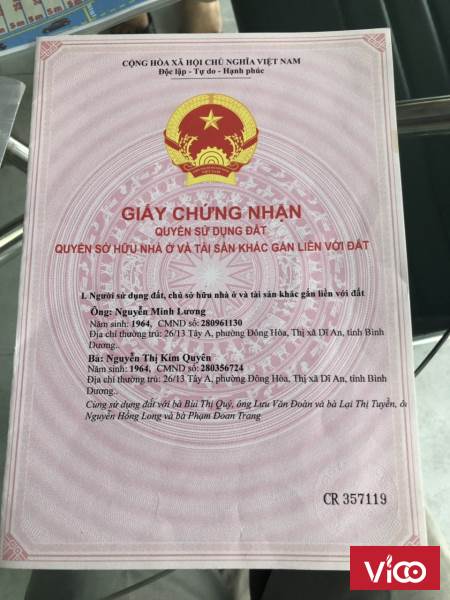 CỘNG HÒA XÃ HỘI CHỦ NGHĨA VIỆT NAM
Độc lập - Tự do - Hạnh phúc
GIẤY CHỨNG NHẬN
QUYỀN SỬ DỤNG ĐẤT
QUYỀN SỞ HỮU NHÀ Ở VÀ TÀI SẢN KHÁC GẮN LIỀN VỚI ĐẤT
I. Người sử dụng đất, chủ sở hữu nhà ở và tài sản khác gắn liền với đất
Ông: Nguyễn Minh Lương
Năm sinh: 1964, CMND số: 280961130
Địa chỉ thường trú: 26/13 Tây A, phường Đông Hòa, Thị xã Dĩ An, tỉnh Bình
Dương..
Bà: Nguyễn Thị Kim Quyên
Năm sinh: 1964, CMND số: 280356724
Địa chỉ thường trú: 26/13 Tây A, phường Đông Hòa, Thị xã Dĩ An, tỉnh Bình
Dương..
Cùng sử dụng đất với bà Bùi Thị Quý, ông Lưu Văn Đoàn và bà Lại Thị Tuyền, ô
Nguyễn Hồng Long và bà Phạm Đoan Trang
CR 357119
Vico